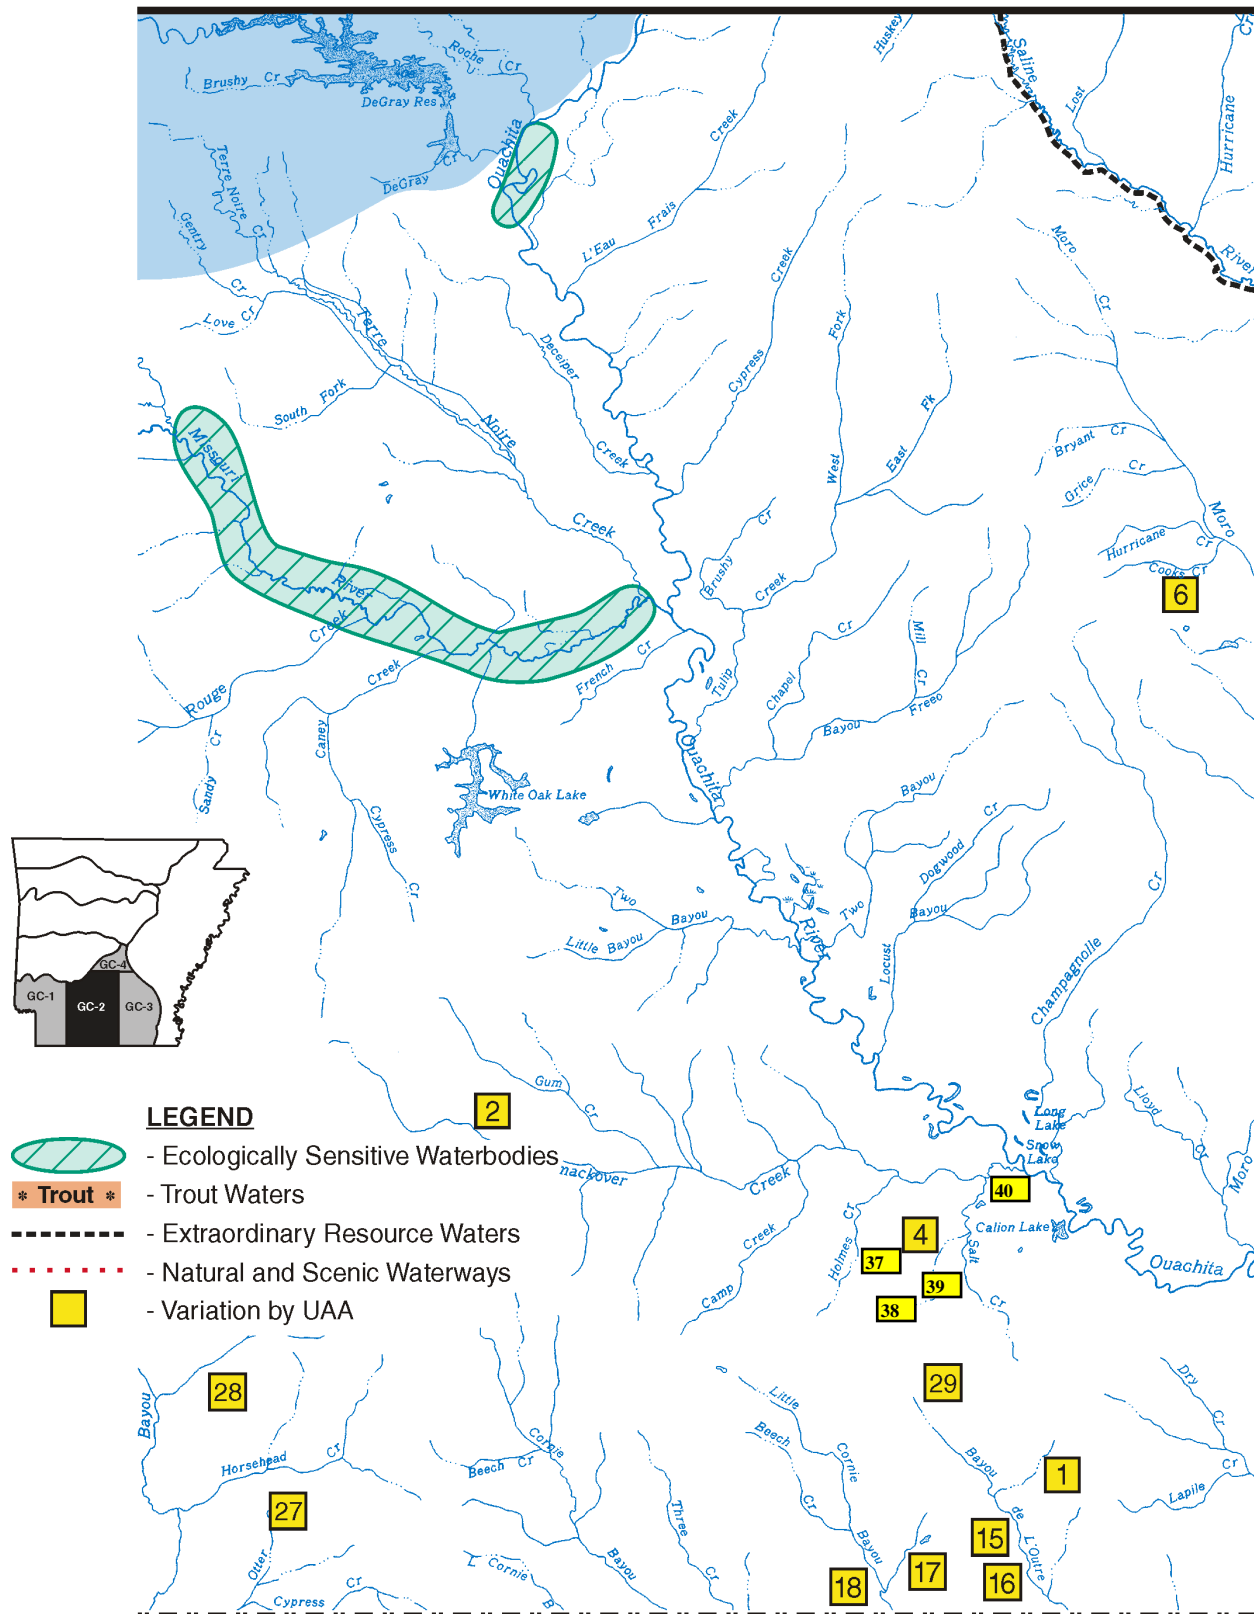 Huskey
Cr
Roche
Cr
Saline
Brushy Cr
DeGray Res
Lost
Hurricane
Creek
Ouachita
Cr
DeGray
Terre Noire
Cr
Gentry
Cr
Love Cr
L'Eau Frais
Moro
Cr
River
Creek
Terre
Fork
Deceiper
Cypress
South Fork
Noire
Fk
East
West
Creek
Bryant Cr
Cr
Grice
Missouri
Moro
Creek
Cr
Hurricane
Cr
Cooks Cr
Brushy
Creek
River
6
Creek
Cr
Mill
Cr
French Cr
Creek
Tulip
Chapel
Rouge
Freeo
Bayou
Cr
Caney
Ouachita
Sandy
Bayou
White Oak Lake
Cr
Cypress
Dogwood
Cr
Cr
Two
Bayou
Two
Bayou
Little Bayou
River
Locust
Champagnolle
GC-4
GC-1
GC-2
GC-3
Gum
Cr
2
Long
Lake
Lloyd
Cr
Snow
Lake
Moro
LEGEND
- Ecologically Sensitive Waterbodies
mackover
Creek
* Trout *
- Trout Waters
40
- Extraordinary Resource Waters
Cr
Holmes
Creek
Camp
4
Calion Lake
Salt
Cr
37
39
38
Ouachita
- Natural and Scenic Waterways
- Variation by UAA
28
29
Dry
Cr
Bayou
Little
Cornie
Bayou
Beech
Cr
Horsehead Cr
Cornie
Beech Cr
Bayou
de
L'Outre
1
Cr
Lapile
27
Three
Cr
15
Otter
L Cornie
B
Bayou
17
16
18
Cr
Cypress